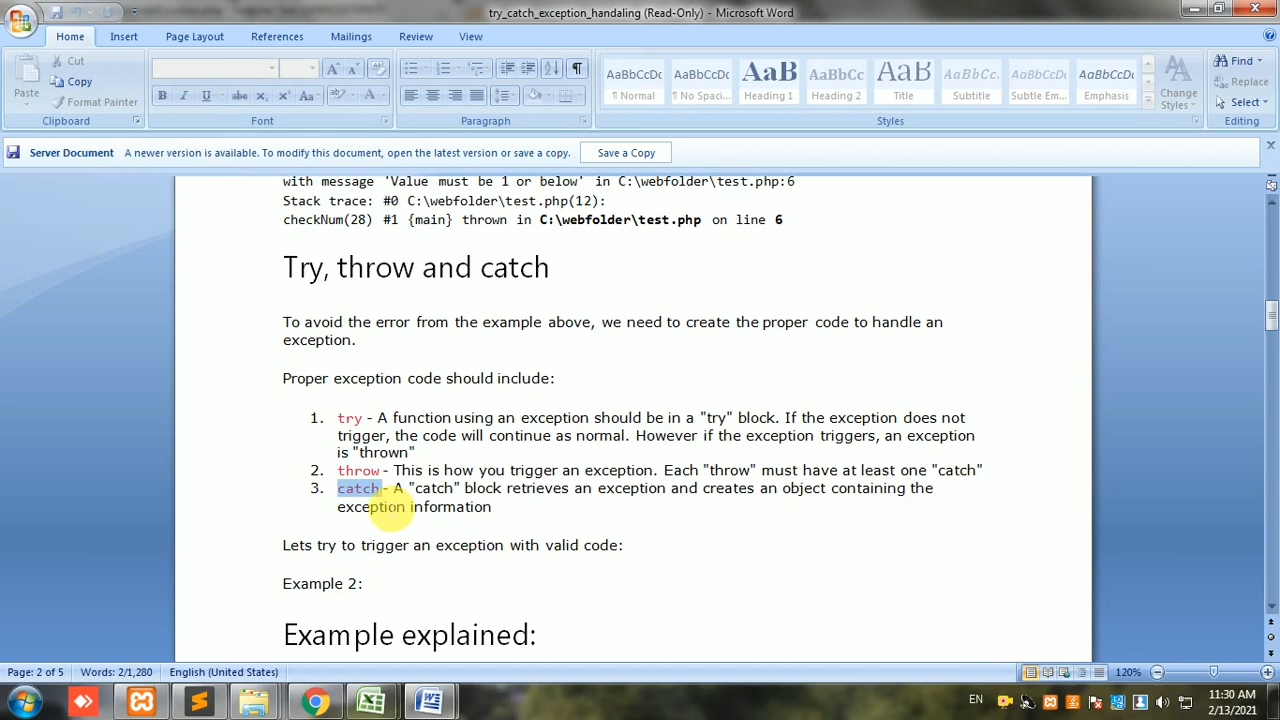 try_catch_exception_handaling (Read-Only) - Microsoft Word
Home Insert Page Layout References Mailings Review View
Cut
Copy
Format Painter
Paste
Clipboard
B I U abc x₂ x² Aa
Font
Paragraph
AaBbCcDc AaBbCcDc AaB AaBbCc AaB AaBbCcDc AaBbCcDc AaBbCcDc
¶ Normal ¶ No Spaci... Heading 1 Heading 2 Title Subtitle Subtle Em... Emphasis
Styles
Change Styles
Find
Replace
Select
Editing
Server Document A newer version is available. To modify this document, open the latest version or save a copy. Save a Copy
with message 'Value must be 1 or below' in C:\webfolder\test.php:6
Stack trace: #0 C:\webfolder\test.php(12):
checkNum(28) #1 {main} thrown in C:\webfolder\test.php on line 6
Try, throw and catch
To avoid the error from the example above, we need to create the proper code to handle an
exception.
Proper exception code should include:
1. try - A function using an exception should be in a "try" block. If the exception does not
trigger, the code will continue as normal. However if the exception triggers, an exception
is "thrown"
2. throw - This is how you trigger an exception. Each "throw" must have at least one "catch"
3. catch - A "catch" block retrieves an exception and creates an object containing the
exception information
Lets try to trigger an exception with valid code:
Example 2:
Example explained:
Page: 2 of 5 Words: 2/1,280 English (United States) 120%
EN
11:30 AM
2/13/2021